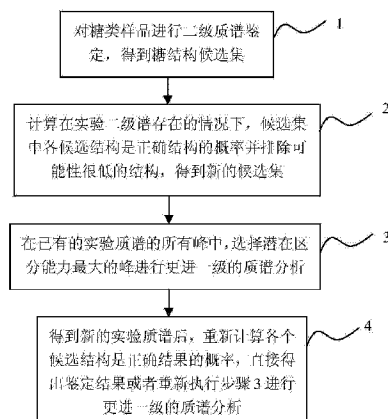 对糖类样品进行二级质谱鉴
定，得到糖结构候选集
1
计算在实验二级谱存在的情况下，候选集
中各候选结构是正确结构的概率并排除可
能性很低的结构，得到新的候选集
2
在已有的实验质谱的所有峰中，选择潜在区
分能力最大的峰进行更进一级的质谱分析
3
得到新的实验质谱后，重新计算各个
候选结构是正确结果的概率，直接得
出鉴定结果或者重新执行步骤3进行
更进一级的质谱分析
4